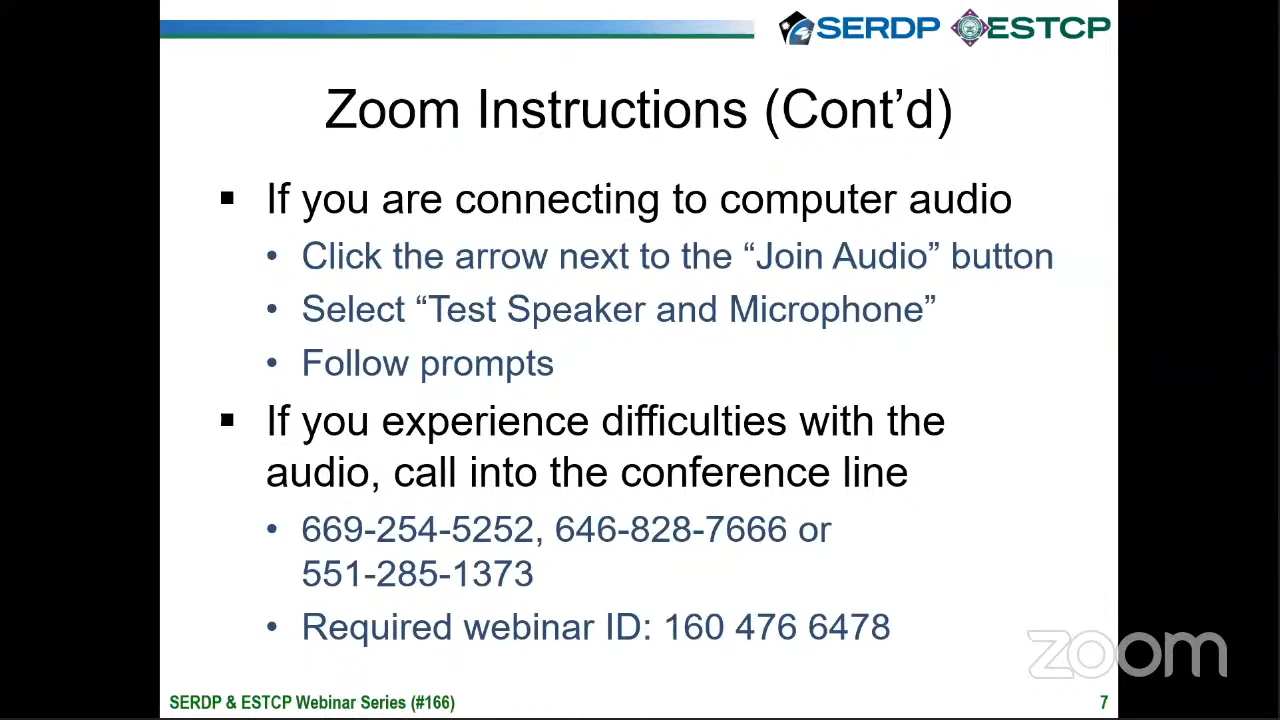 SERDP ESTCP
Zoom Instructions (Cont’d)
▪ If you are connecting to computer audio
• Click the arrow next to the “Join Audio” button
• Select “Test Speaker and Microphone”
• Follow prompts
▪ If you experience difficulties with the
audio, call into the conference line
• 669-254-5252, 646-828-7666 or
551-285-1373
• Required webinar ID: 160 476 6478
zoom
SERDP & ESTCP Webinar Series (#166)
7